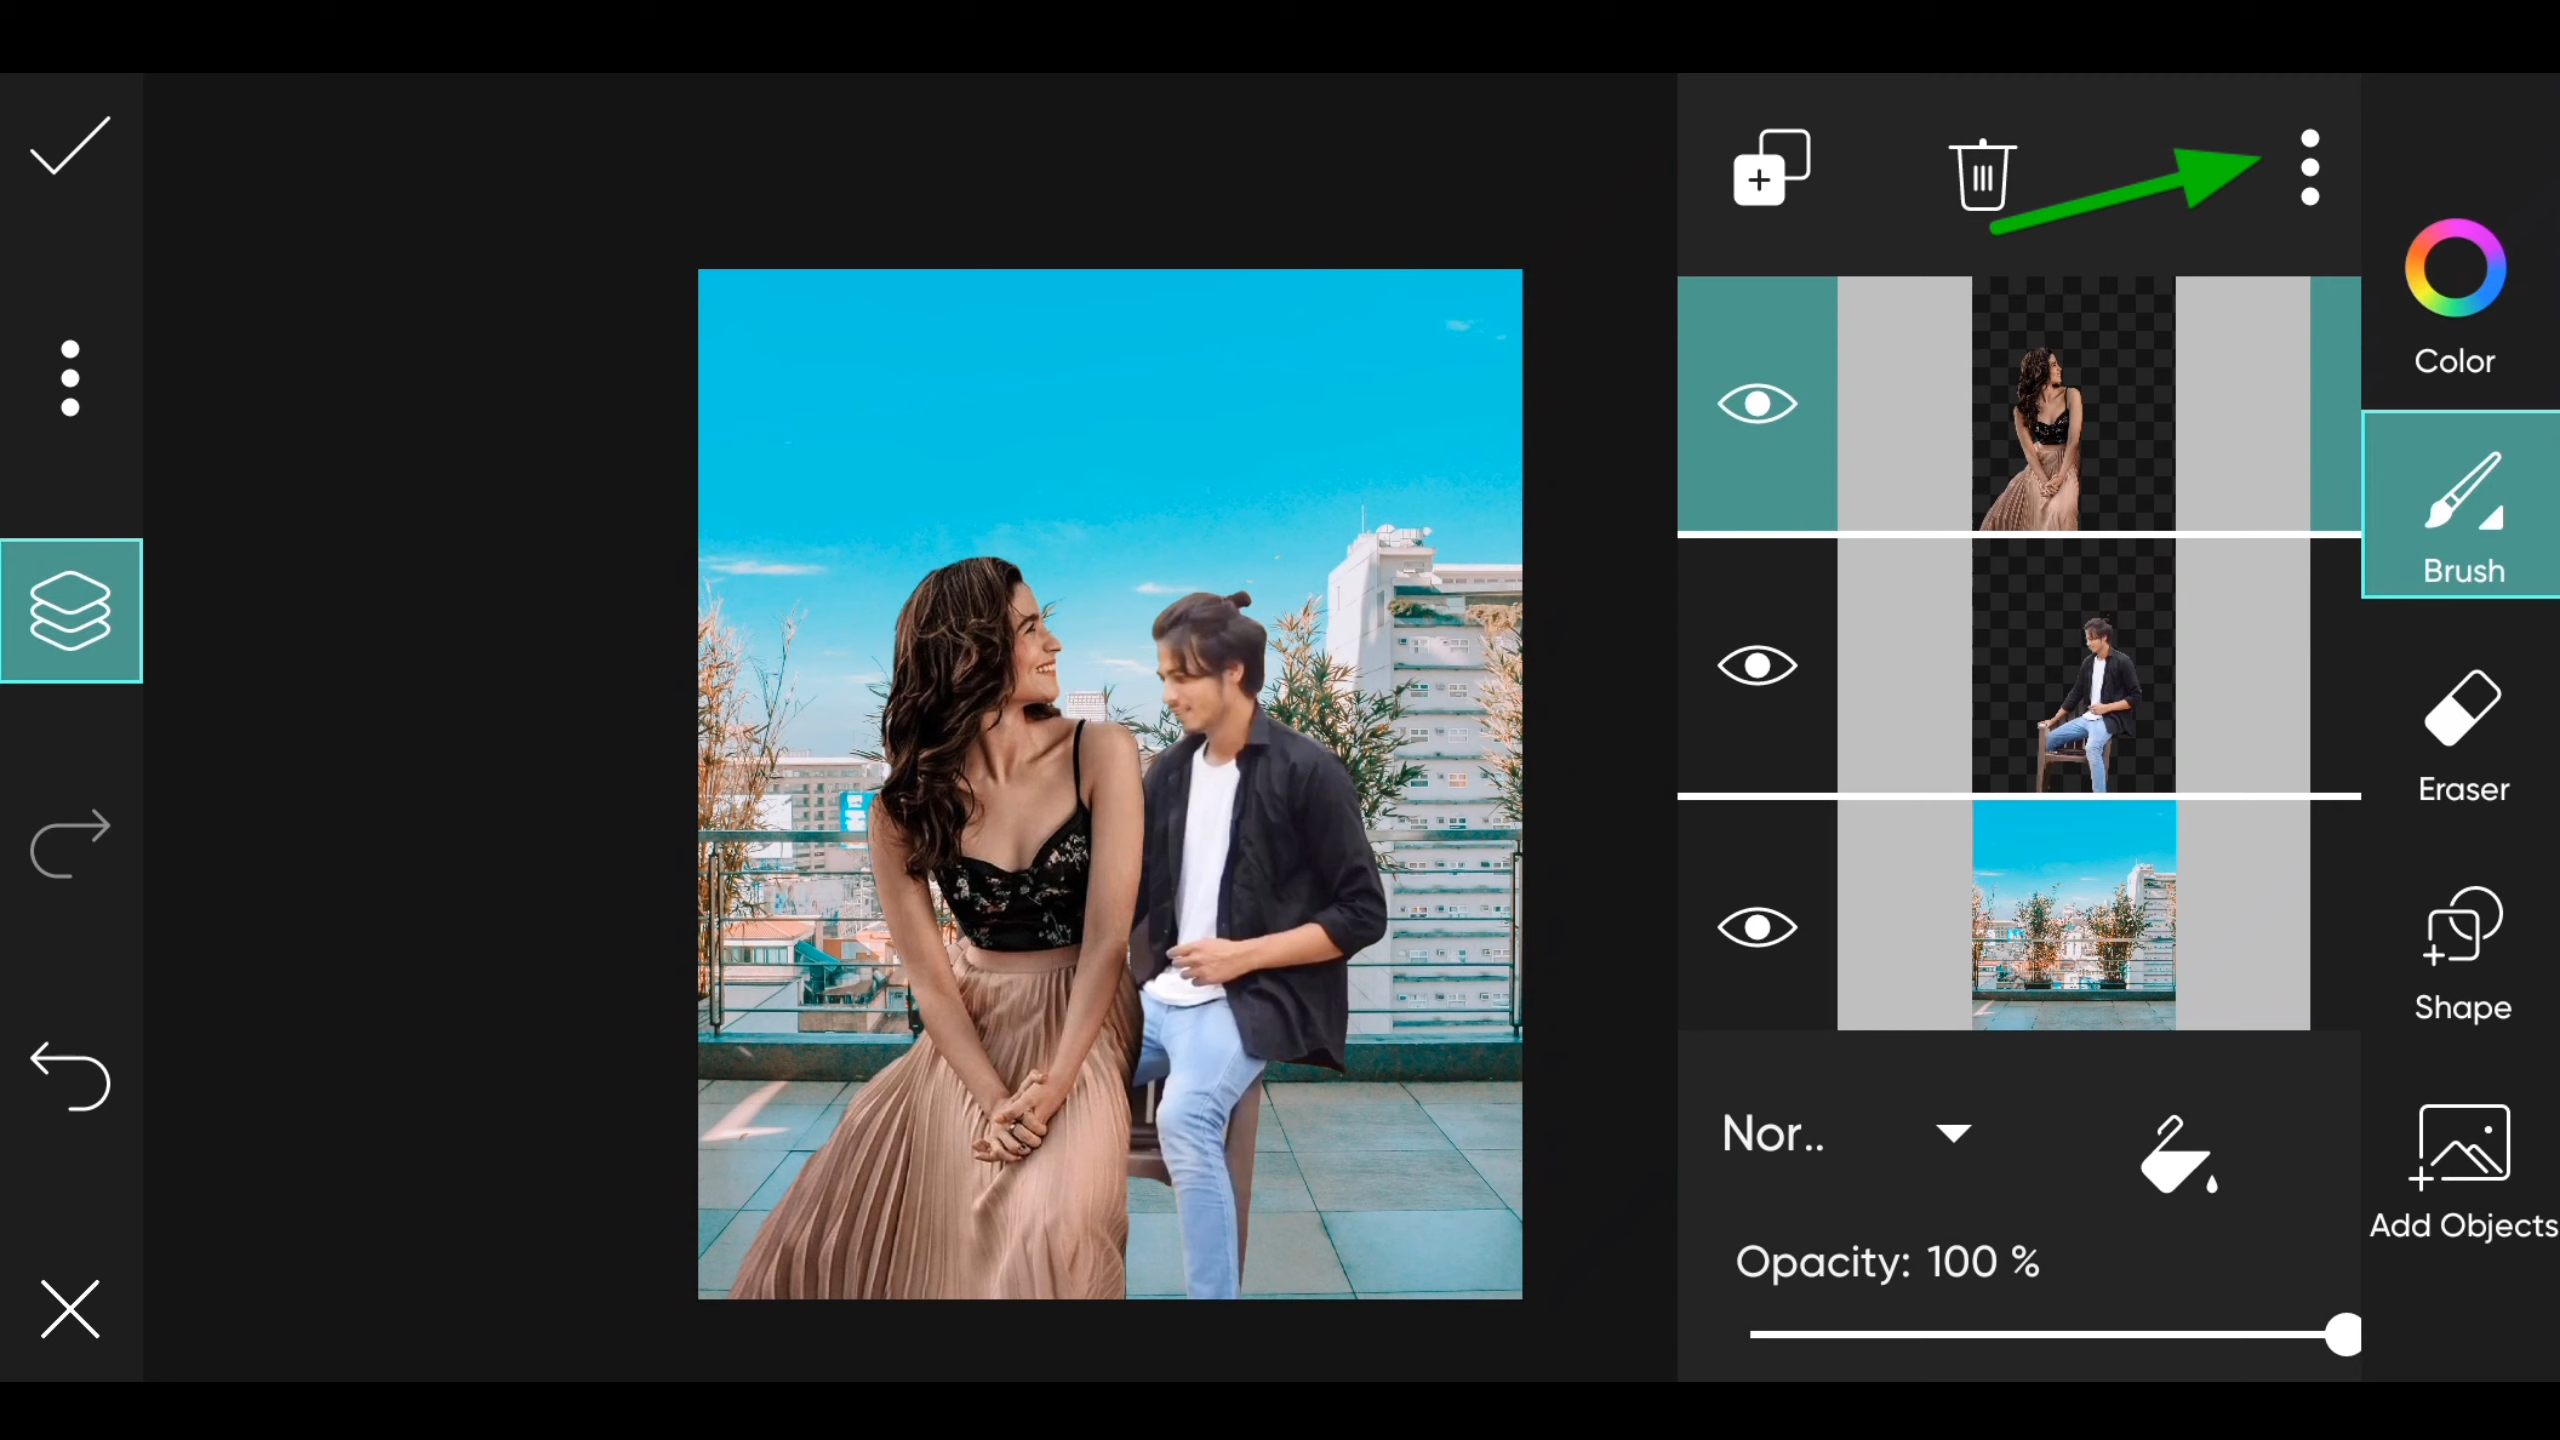 Color
Brush
Eraser
Shape
Add Objects
Nor..
Opacity: 100 %